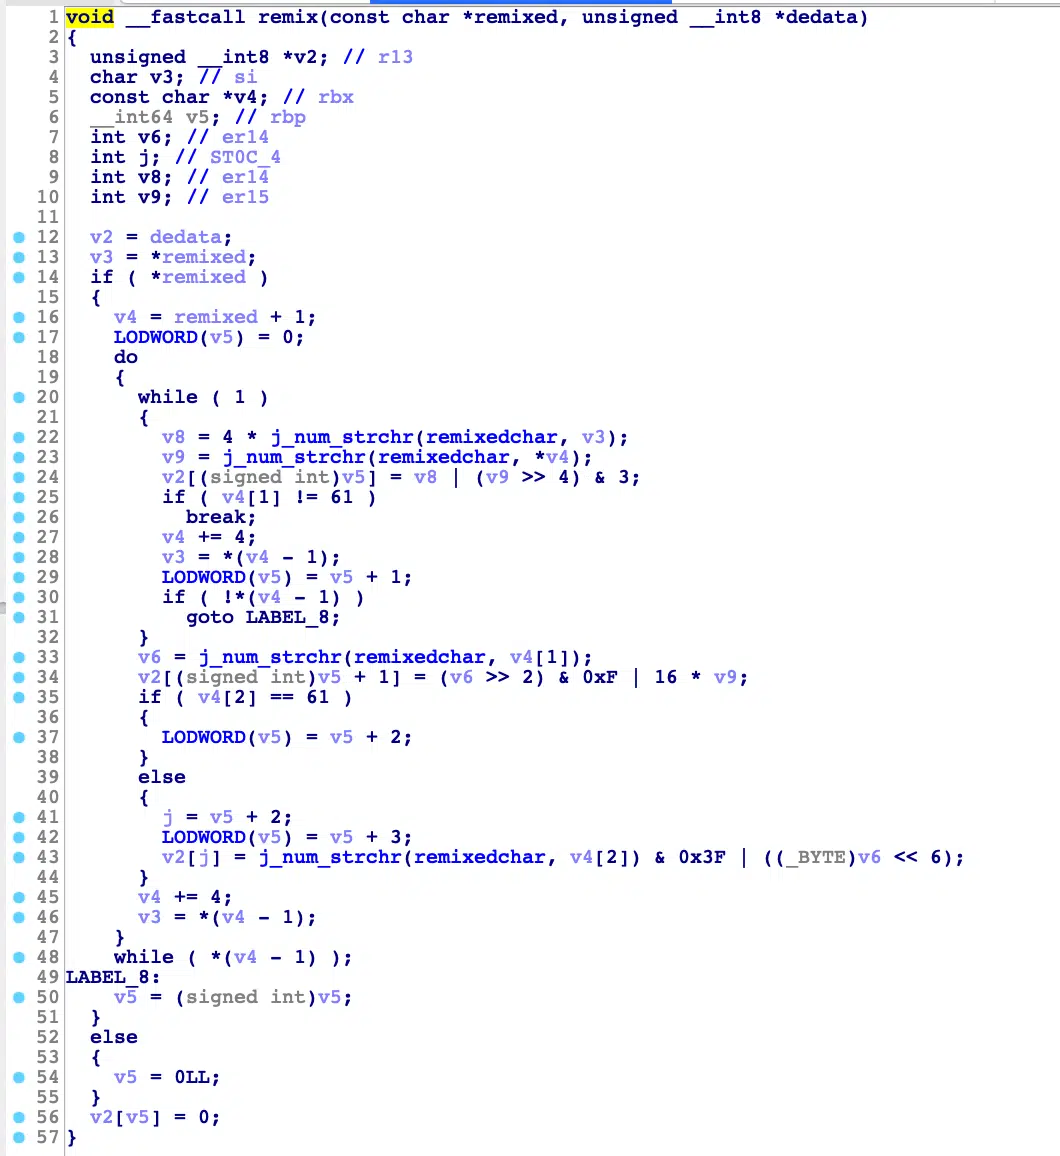 1 void __fastcall remix(const char *remixed, unsigned __int8 *dedata)
2 {
3 unsigned __int8 *v2; // r13
4 char v3; // si
5 const char *v4; // rbx
6 __int64 v5; // rbp
7 int v6; // er14
8 int j; // ST0C_4
9 int v8; // er14
10 int v9; // er15
11
12 v2 = dedata;
13 v3 = *remixed;
14 if ( *remixed )
15 {
16 v4 = remixed + 1;
17 LODWORD(v5) = 0;
18 do
19 {
20 while ( 1 )
21 {
22 v8 = 4 * j_num_strchr(remixedchar, v3);
23 v9 = j_num_strchr(remixedchar, *v4);
24 v2[(signed int)v5] = v8 | (v9 >> 4) & 3;
25 if ( v4[1] != 61 )
26 break;
27 v4 += 4;
28 v3 = *(v4 - 1);
29 LODWORD(v5) = v5 + 1;
30 if ( !*(v4 - 1) )
31 goto LABEL_8;
32 }
33 v6 = j_num_strchr(remixedchar, v4[1]);
34 v2[(signed int)v5 + 1] = (v6 >> 2) & 0xF | 16 * v9;
35 if ( v4[2] == 61 )
36 {
37 LODWORD(v5) = v5 + 2;
38 }
39 else
40 {
41 j = v5 + 2;
42 LODWORD(v5) = v5 + 3;
43 v2[j] = j_num_strchr(remixedchar, v4[2]) & 0x3F | ((_BYTE)v6 << 6);
44 }
45 v4 += 4;
46 v3 = *(v4 - 1);
47 }
48 while ( *(v4 - 1) );
49 LABEL_8:
50 v5 = (signed int)v5;
51 }
52 else
53 {
54 v5 = 0LL;
55 }
56 v2[v5] = 0;
57 }